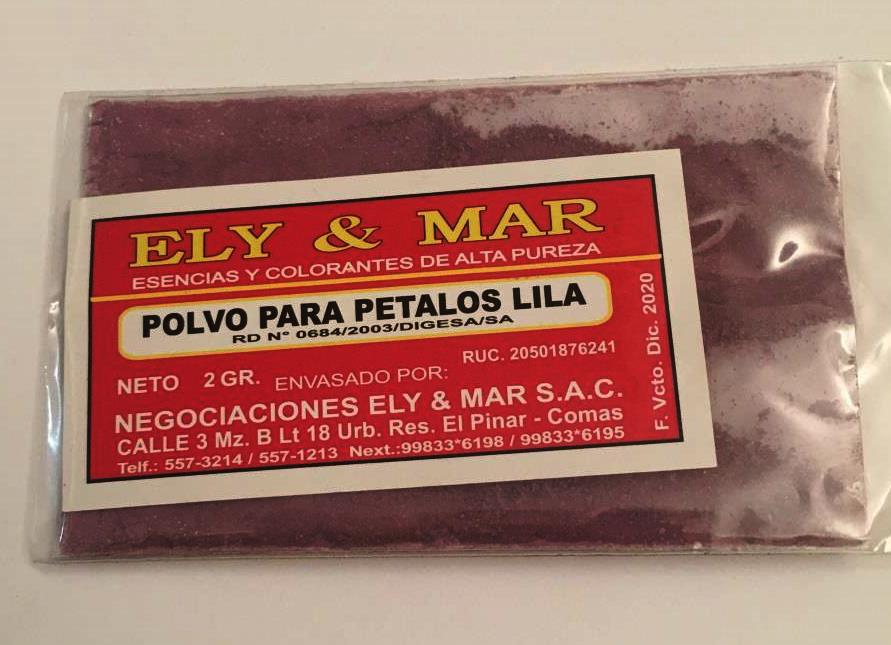 ELY & MAR
ESENCIAS Y COLORANTES DE ALTA PUREZA
POLVO PARA PETALOS LILA
RD Nº 0684/2003/DIGESA/SA
RUC. 20501876241
NETO 2 GR. ENVASADO POR:
NEGOCIACIONES ELY & MAR S.A.C.
CALLE 3 Mz. B Lt 18 Urb. Res. El Pinar - Comas
Telf.: 557-3214 / 557-1213 Next.:99833*6198 / 99833*6195
F. Vcto. Dic. 2020